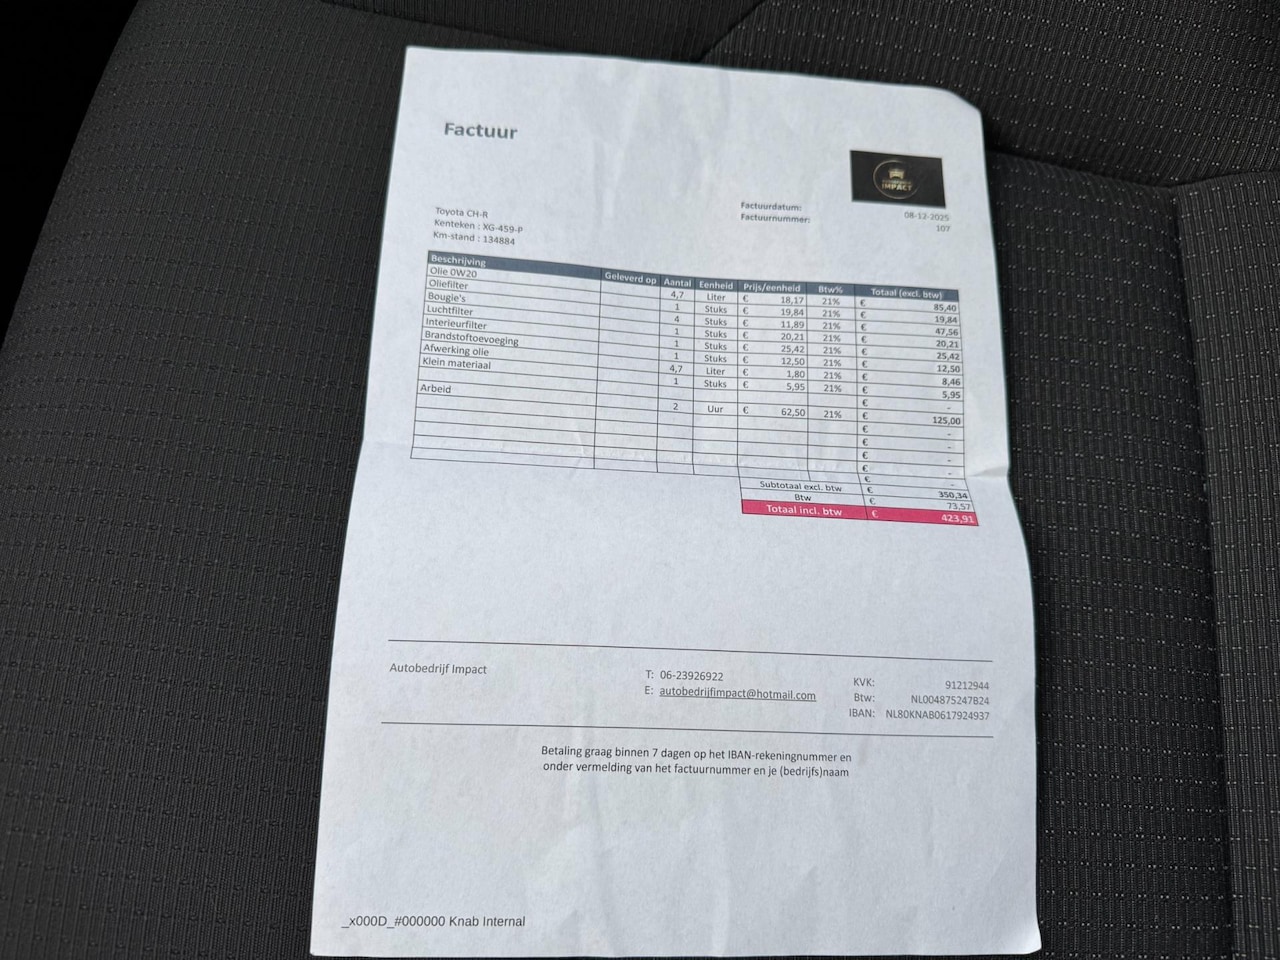 Factuur
IMPACT
Factuurdatum: 08-12-2025
Factuurnummer: 107
Toyota CH-R
Kenteken : XG-459-P
Km-stand : 134884
Beschrijving Geleverd op Aantal Eenheid Prijs/eenheid Btw% Totaal (excl. btw)
Olie 0W20 4,7 Liter € 18,17 21% € 85,40
Oliefilter 1 Stuks € 19,84 21% € 19,84
Bougie's 4 Stuks € 11,89 21% € 47,56
Luchtfilter 1 Stuks € 20,21 21% € 20,21
Interieurfilter 1 Stuks € 25,42 21% € 25,42
Brandstoftoevoeging 1 Stuks € 12,50 21% € 12,50
Afwerking olie 4,7 Liter € 1,80 21% € 8,46
Klein materiaal 1 Stuks € 5,95 21% € 5,95
€ -
Arbeid 2 Uur € 62,50 21% € 125,00
€ -
€ -
€ -
€ -
€ -
Subtotaal excl. btw € 350,34
Btw € 73,57
Totaal incl. btw € 423,91
Autobedrijf Impact
T: 06-23926922
E: autobedrijfimpact@hotmail.com
KVK: 91212944
Btw: NL004875247B24
IBAN: NL80KNAB0617924937
Betaling graag binnen 7 dagen op het IBAN-rekeningnummer en
onder vermelding van het factuurnummer en je (bedrijfs)naam
_x000D_#000000 Knab Internal